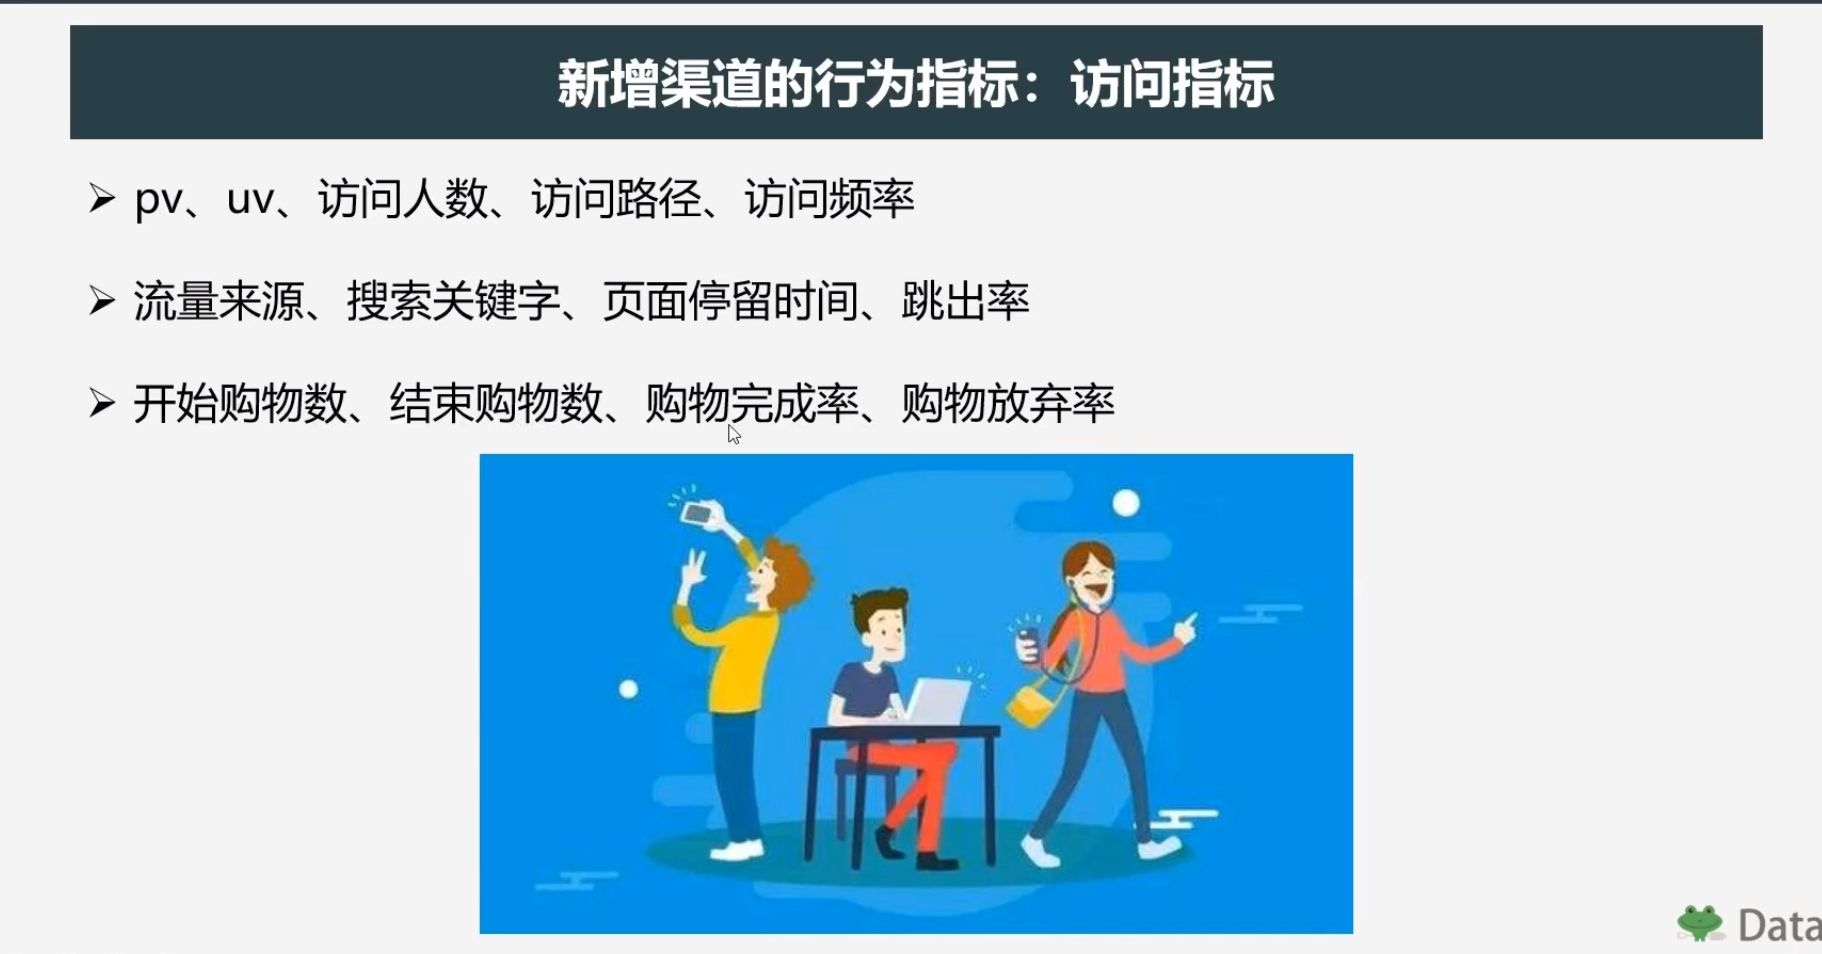 新增渠道的行为指标：访问指标
pv、uv、访问人数、访问路径、访问频率
流量来源、搜索关键字、页面停留时间、跳出率
开始购物数、结束购物数、购物完成率、购物放弃率
Data